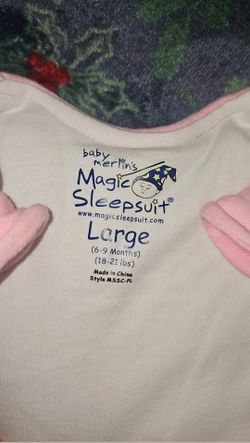 baby
merlin's
Magic
Sleepsuit®
www.magicsleepsuit.com
Large
(6-9 Months)
(18-21 lbs)
Made in China
Style MSSC-PL